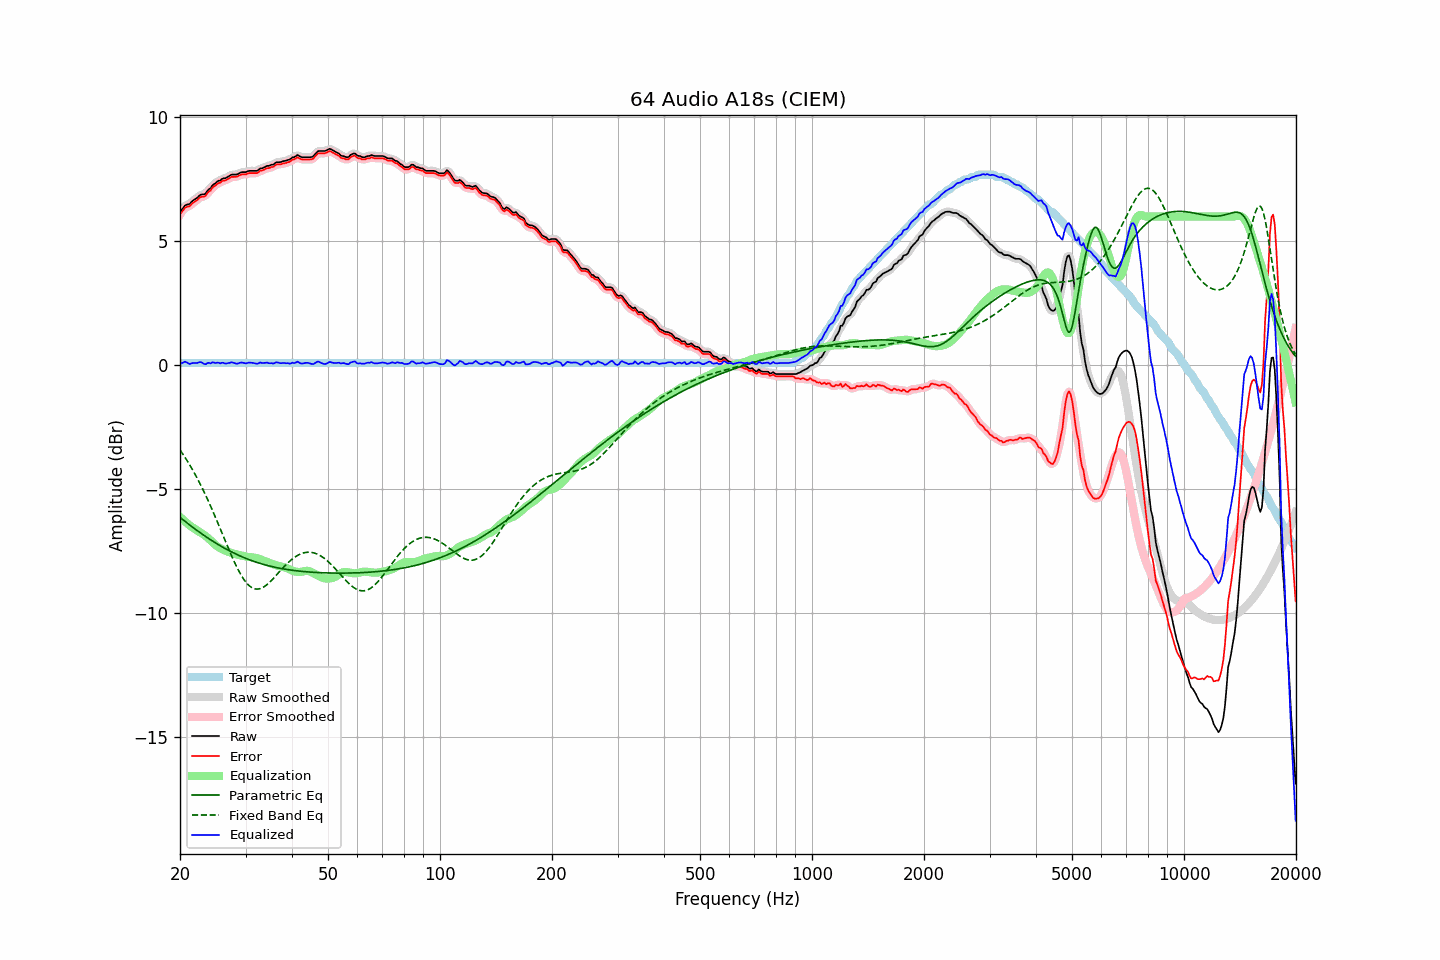 64 Audio A18s (CIEM)
10
5
0
−5
−10
−15
Amplitude (dBr)
Target
Raw Smoothed
Error Smoothed
Raw
Error
Equalization
Parametric Eq
Fixed Band Eq
Equalized
20 50 100 200 500 1000 2000 5000 10000 20000
Frequency (Hz)